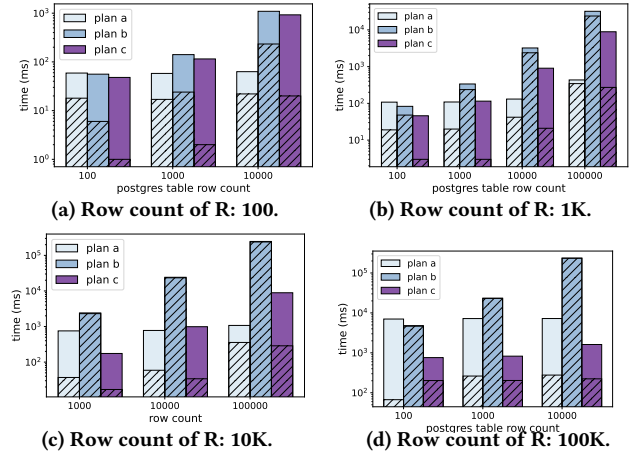 plan a
plan b
plan c
time (ms)
10³
10²
10¹
10⁰
100
1000
10000
postgres table row count
(a) Row count of R: 100.
plan a
plan b
plan c
time (ms)
10⁴
10³
10²
10¹
100
1000
10000
100000
postgres table row count
(b) Row count of R: 1K.
plan a
plan b
plan c
time (ms)
10⁵
10⁴
10³
10²
1000
10000
100000
row count
(c) Row count of R: 10K.
plan a
plan b
plan c
time (ms)
10⁵
10⁴
10³
10²
100
1000
10000
postgres table row count
(d) Row count of R: 100K.